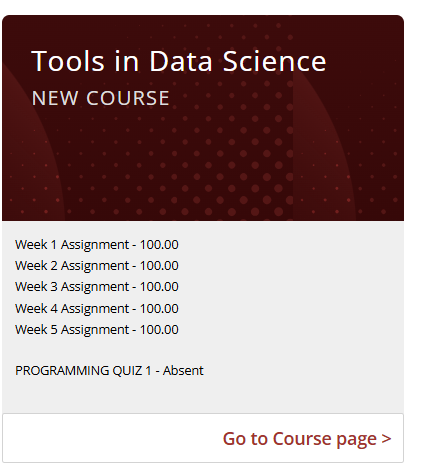 Tools in Data Science
NEW COURSE
Week 1 Assignment - 100.00
Week 2 Assignment - 100.00
Week 3 Assignment - 100.00
Week 4 Assignment - 100.00
Week 5 Assignment - 100.00
PROGRAMMING QUIZ 1 - Absent
Go to Course page >